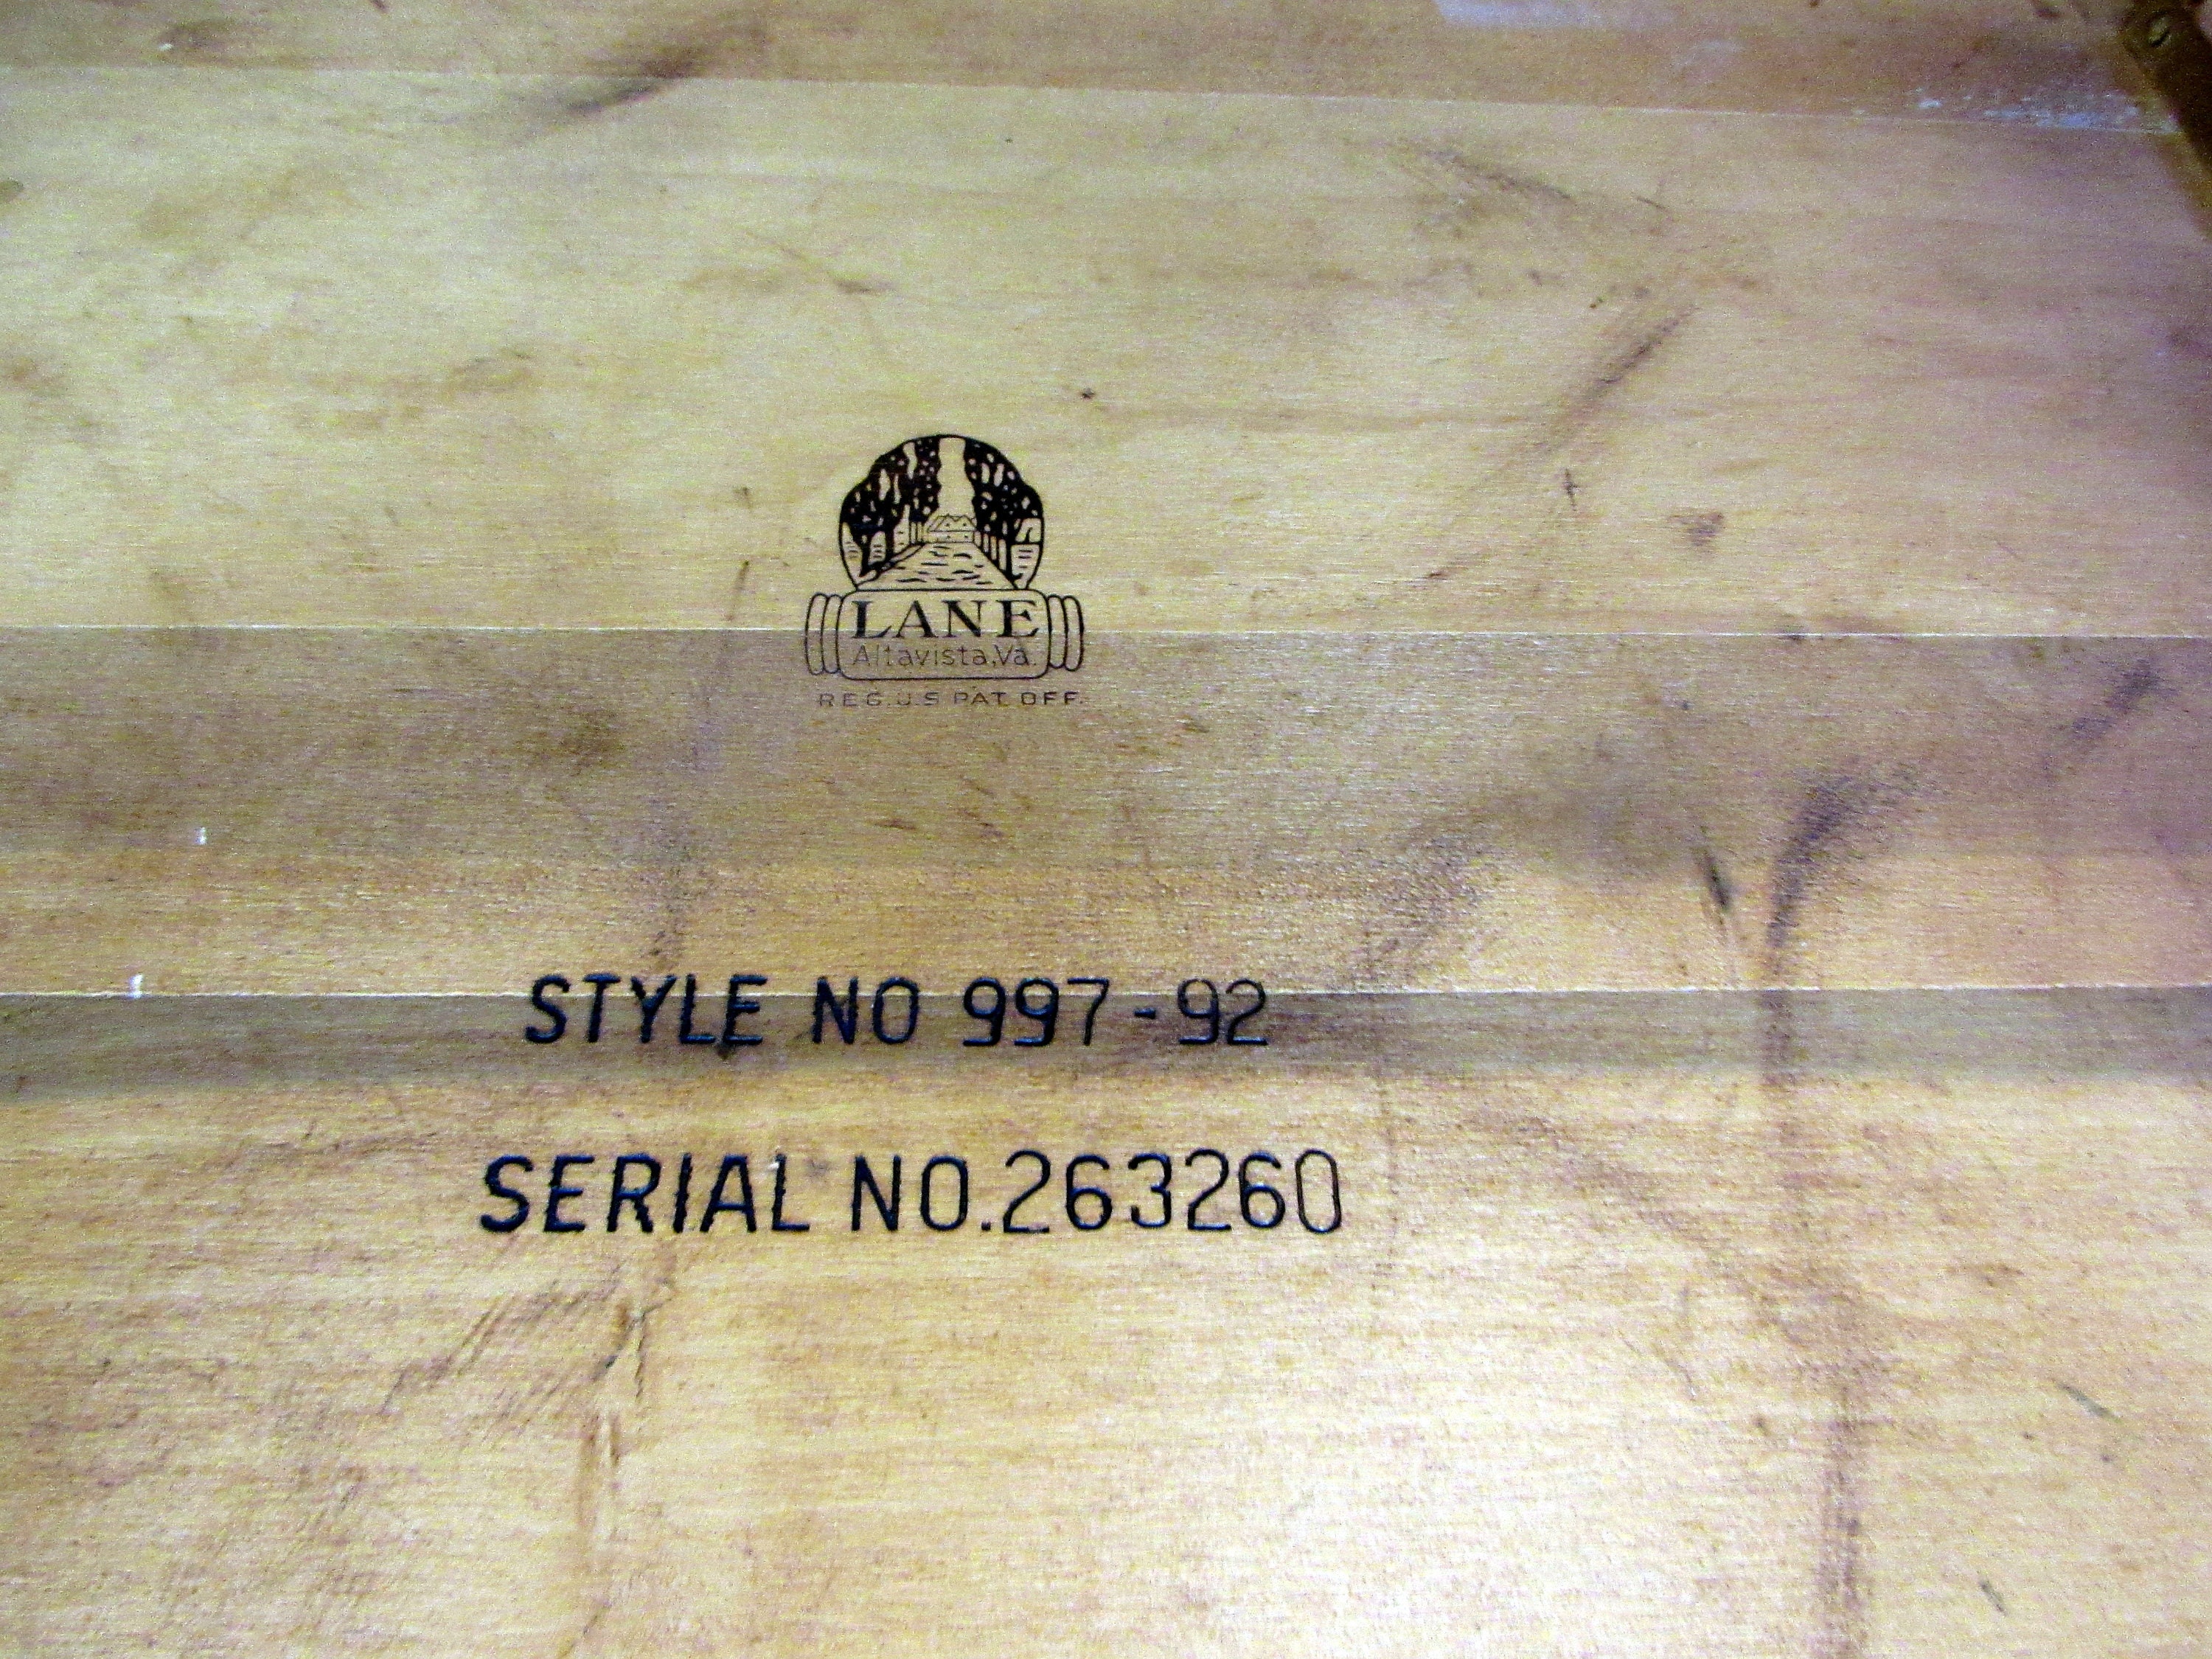 LANE
Altavista, Va.
REG. U.S PAT. OFF.
STYLE NO 997-92
SERIAL NO. 263260